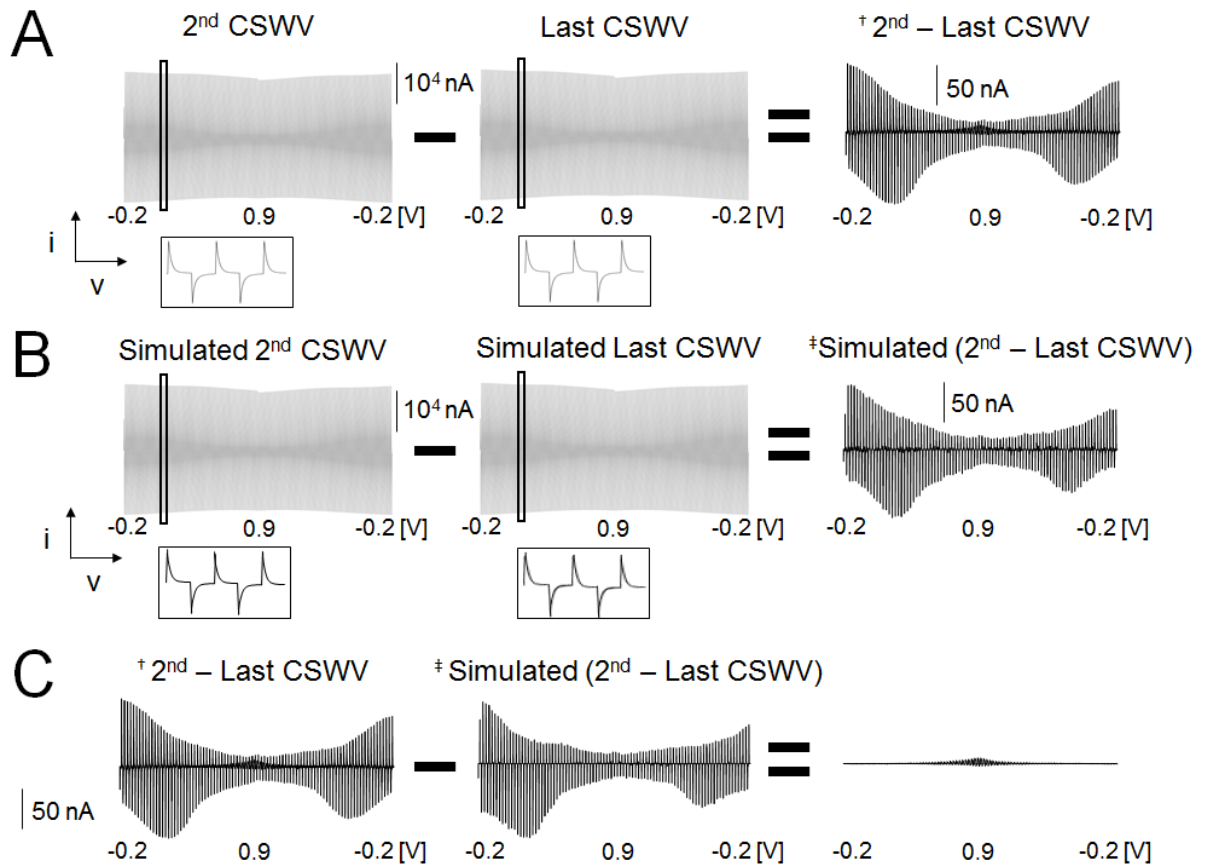 A
2nd CSWV
Last CSWV
† 2nd – Last CSWV
10⁴ nA
50 nA
-0.2 0.9 -0.2 [V]
-0.2 0.9 -0.2 [V]
-0.2 0.9 -0.2 [V]
i
v
B
Simulated 2nd CSWV
Simulated Last CSWV
‡Simulated (2nd – Last CSWV)
10⁴ nA
50 nA
-0.2 0.9 -0.2 [V]
-0.2 0.9 -0.2 [V]
-0.2 0.9 -0.2 [V]
i
v
C
† 2nd – Last CSWV
‡ Simulated (2nd – Last CSWV)
50 nA
-0.2 0.9 -0.2 [V]
-0.2 0.9 -0.2 [V]
-0.2 0.9 -0.2 [V]